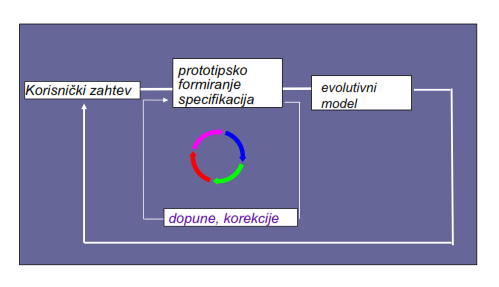 Korisnički zahtev
prototipsko
formiranje
specifikacija
evolutivni
model
dopune, korekcije